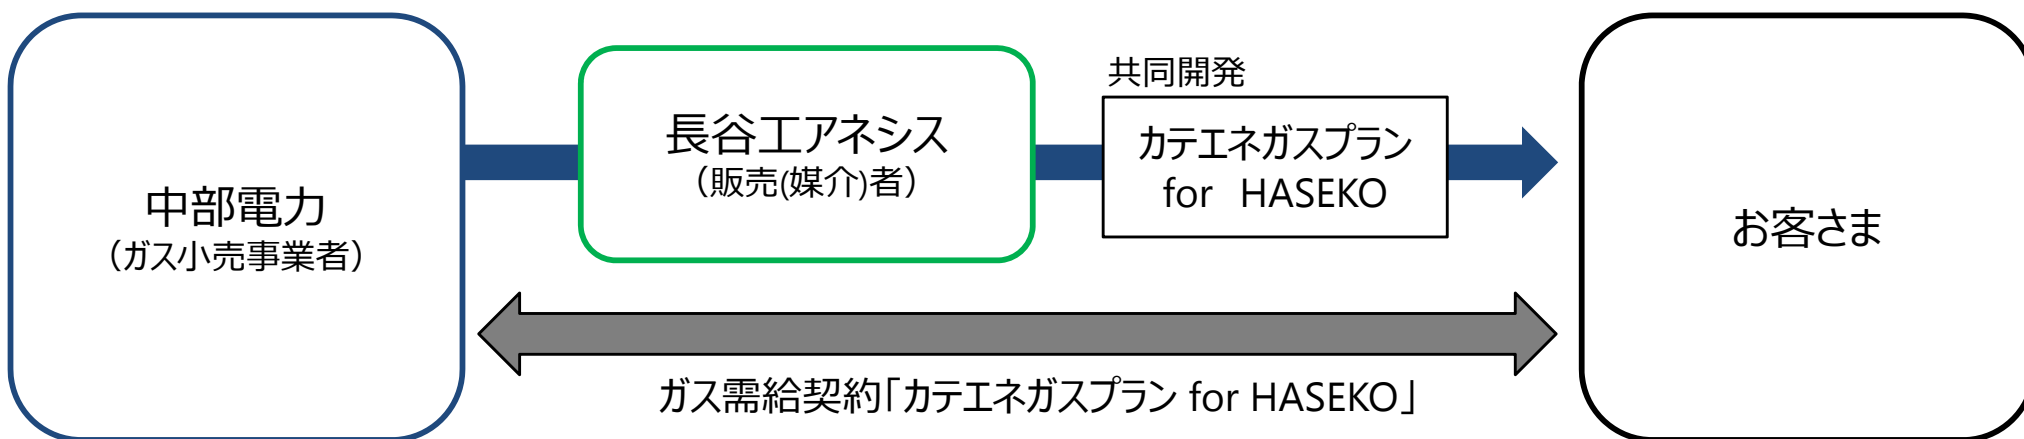 中部電力
（ガス小売事業者）
長谷工アネシス
（販売(媒介)者）
共同開発
カテエネガスプラン
for HASEKO
お客さま
ガス需給契約「カテエネガスプラン for HASEKO」